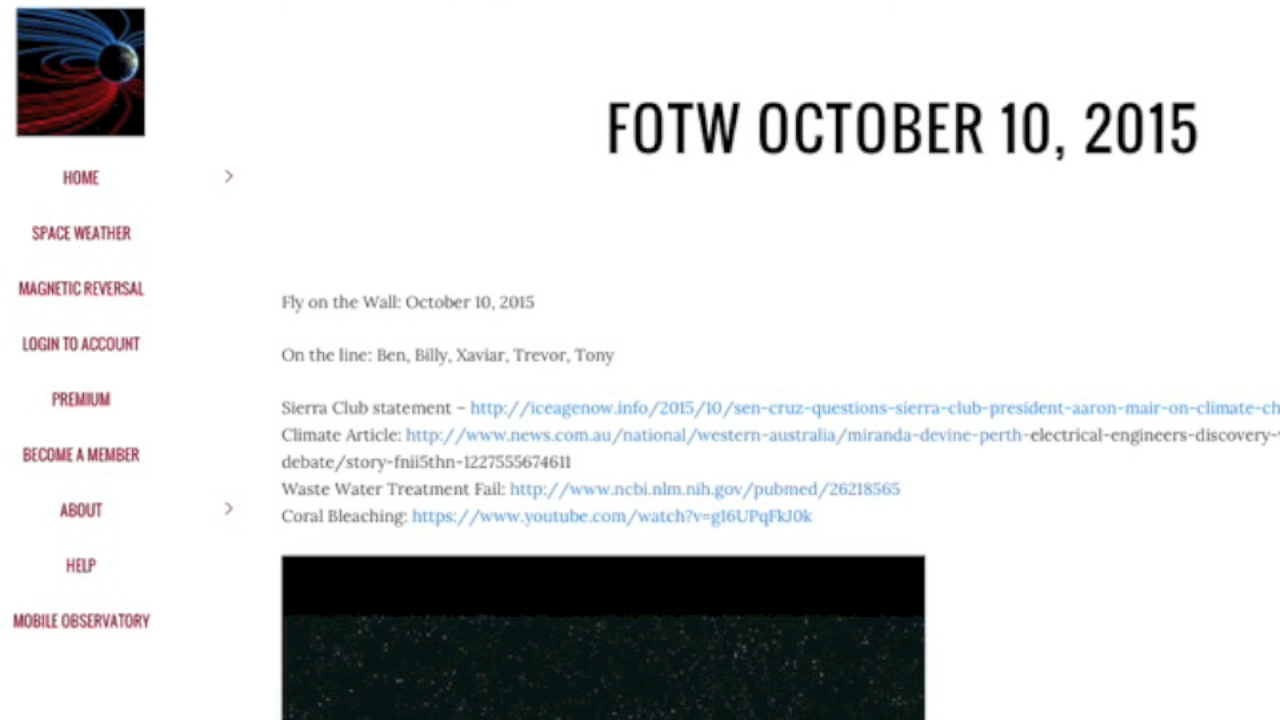 HOME
SPACE WEATHER
MAGNETIC REVERSAL
LOGIN TO ACCOUNT
PREMIUM
BECOME A MEMBER
ABOUT
HELP
MOBILE OBSERVATORY
FOTW OCTOBER 10, 2015
Fly on the Wall: October 10, 2015
On the line: Ben, Billy, Xaviar, Trevor, Tony
Sierra Club statement – http://iceagenow.info/2015/10/sen-cruz-questions-sierra-club-president-aaron-mair-on-climate-ch
Climate Article: http://www.news.com.au/national/western-australia/miranda-devine-perth-electrical-engineers-discovery-
debate/story-fnii5thn-1227555674611
Waste Water Treatment Fail: http://www.ncbi.nlm.nih.gov/pubmed/26218565
Coral Bleaching: https://www.youtube.com/watch?v=gI6UPqFkJ0k